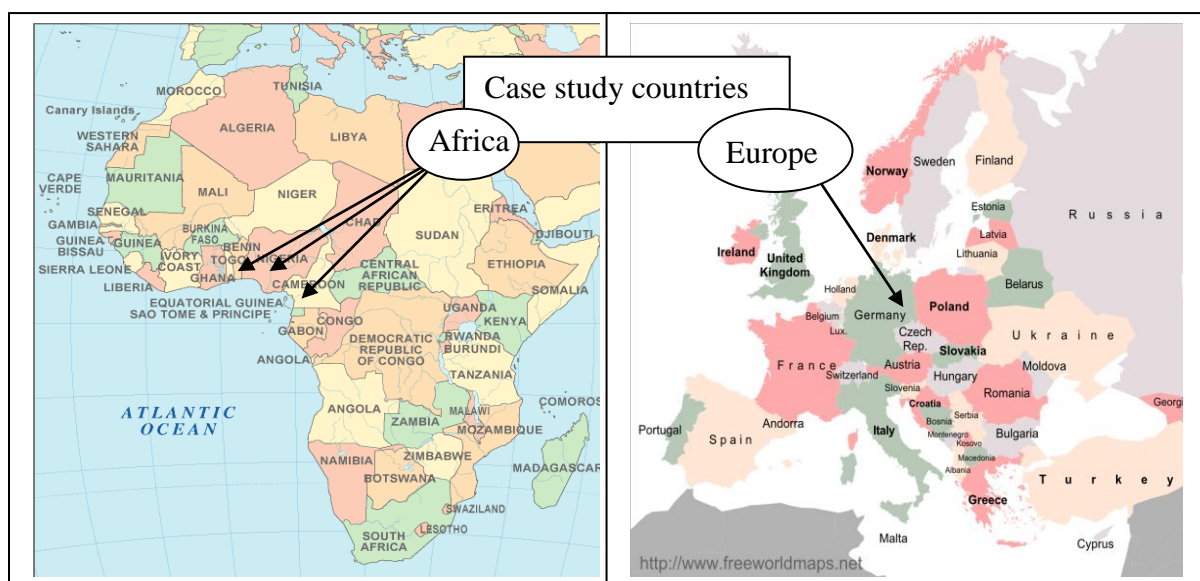 Case study countries
Africa
Europe
MOROCCO
TUNISIA
Canary Islands
ALGERIA
LIBYA
WESTERN
SAHARA
MAURITANIA
CAPE
VERDE
MALI
NIGER
CHAD
SUDAN
ERITREA
SENEGAL
GAMBIA
BURKINA
FASO
DJIBOUTI
GUINEA
BISSAU
GUINEA
BENIN
NIGERIA
IVORY
COAST
TOGO
SIERRA LEONE
GHANA
LIBERIA
CENTRAL
AFRICAN
REPUBLIC
ETHIOPIA
CAMEROON
SOMALIA
EQUATORIAL GUINEA
SAO TOME & PRINCIPE
UGANDA
KENYA
CONGO
GABON
RWANDA
BURUNDI
DEMOCRATIC
REPUBLIC
OF CONGO
ANGOLA
TANZANIA
COMOROS
ATLANTIC
OCEAN
ANGOLA
MALAWI
ZAMBIA
MOZAMBIQUE
ZIMBABWE
NAMIBIA
BOTSWANA
MADAGASCAR
SWAZILAND
LESOTHO
SOUTH
AFRICA
Finland
Sweden
Norway
Estonia
Russia
Latvia
Denmark
Lithuania
Ireland
United
Kingdom
Holland
Belarus
Poland
Belgium
Germany
Lux.
Czech
Rep.
Ukraine
Slovakia
France
Austria
Moldova
Switzerland
Hungary
Slovenia
Romania
Croatia
Georgi
Serbia
Andorra
Bosnia
Portugal
Italy
Bulgaria
Spain
Montenegro
Kosovo
Macedonia
Albania
Turkey
Greece
Malta
Cyprus
http://www.freeworldmaps.net